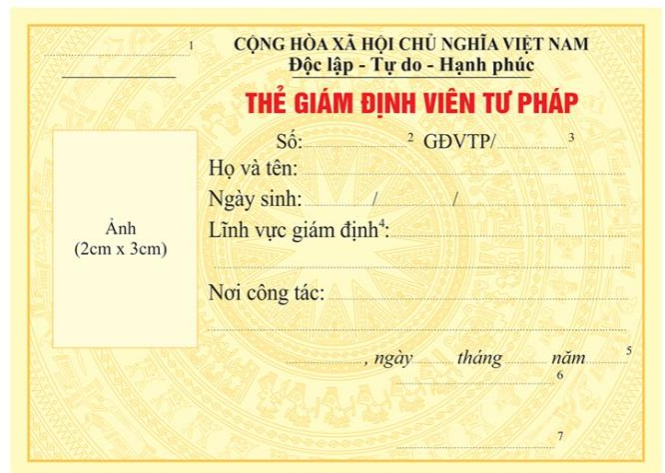 ..............................1
CỘNG HÒA XÃ HỘI CHỦ NGHĨA VIỆT NAM
Độc lập - Tự do - Hạnh phúc
THẺ GIÁM ĐỊNH VIÊN TƯ PHÁP
Số:....................2 GĐVTP/..............3
Họ và tên:
Ngày sinh: / /
Lĩnh vực giám định4:
Nơi công tác:
Ảnh
(2cm x 3cm)
..............., ngày........tháng.........năm........5
..............................6
..............................7